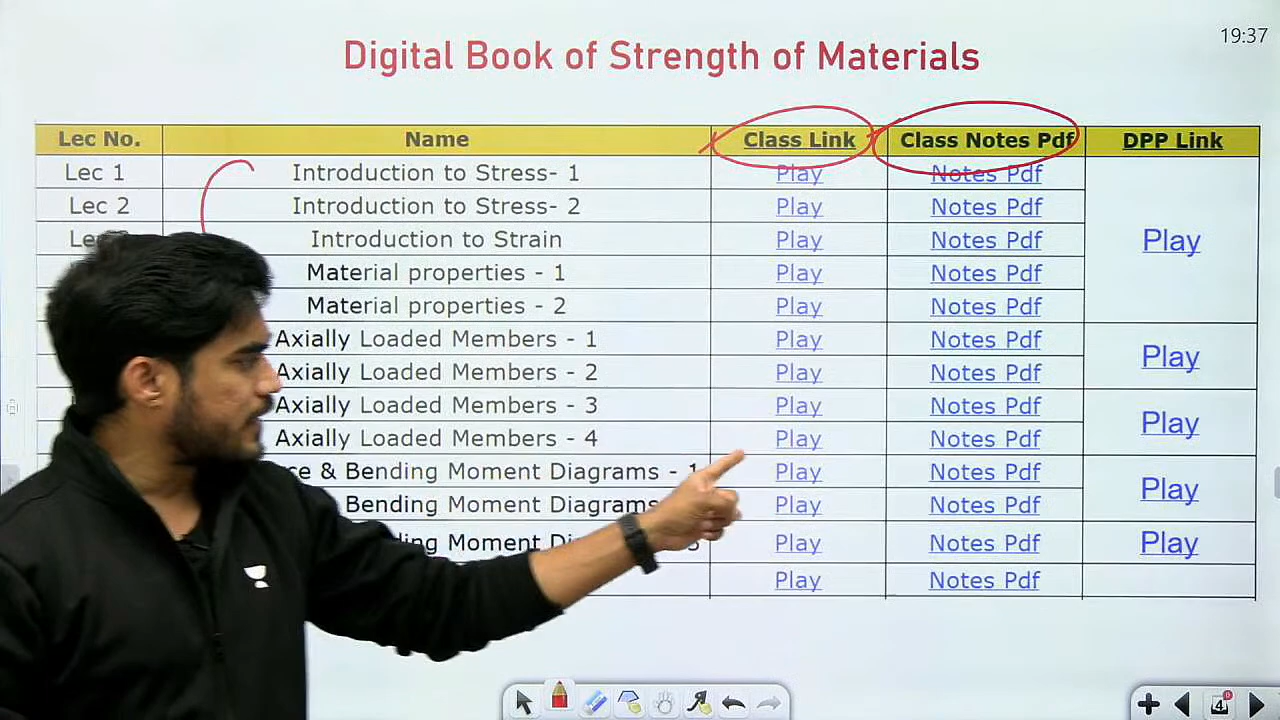 19:37
Digital Book of Strength of Materials
Lec No. Name Class Link Class Notes Pdf DPP Link
Lec 1 Introduction to Stress- 1 Play Notes Pdf
Lec 2 Introduction to Stress- 2 Play Notes Pdf
Introduction to Strain Play Notes Pdf Play
Material properties - 1 Play Notes Pdf
Material properties - 2 Play Notes Pdf
Axially Loaded Members - 1 Play Notes Pdf Play
Axially Loaded Members - 2 Play Notes Pdf
Axially Loaded Members - 3 Play Notes Pdf Play
Axially Loaded Members - 4 Play Notes Pdf
& Bending Moment Diagrams - 1 Play Notes Pdf Play
Bending Moment Diagrams Play Notes Pdf
Moment Play Notes Pdf Play
Play Notes Pdf
4